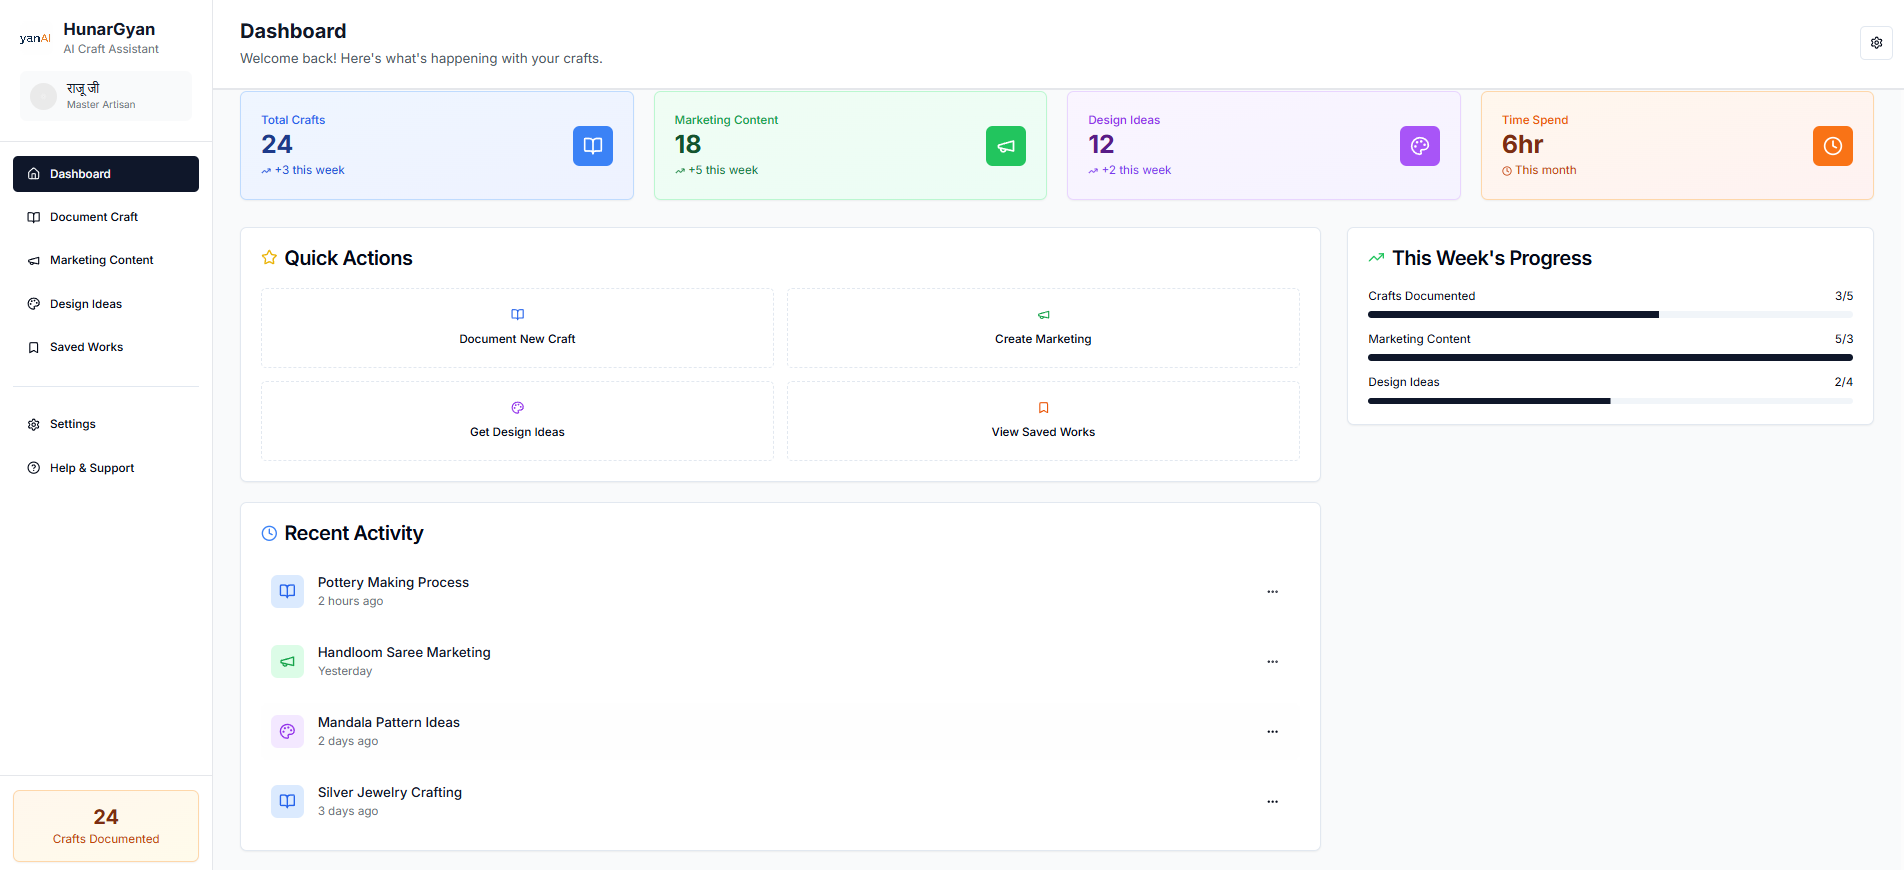 yanAI
HunarGyan
AI Craft Assistant
राजू जी
Master Artisan
Dashboard
Document Craft
Marketing Content
Design Ideas
Saved Works
Settings
Help & Support
24
Crafts Documented
Dashboard
Welcome back! Here's what's happening with your crafts.
Total Crafts
24
+3 this week
Marketing Content
18
+5 this week
Design Ideas
12
+2 this week
Time Spend
6hr
This month
Quick Actions
Document New Craft
Create Marketing
Get Design Ideas
View Saved Works
This Week's Progress
Crafts Documented 3/5
Marketing Content 5/3
Design Ideas 2/4
Recent Activity
Pottery Making Process
2 hours ago
Handloom Saree Marketing
Yesterday
Mandala Pattern Ideas
2 days ago
Silver Jewelry Crafting
3 days ago